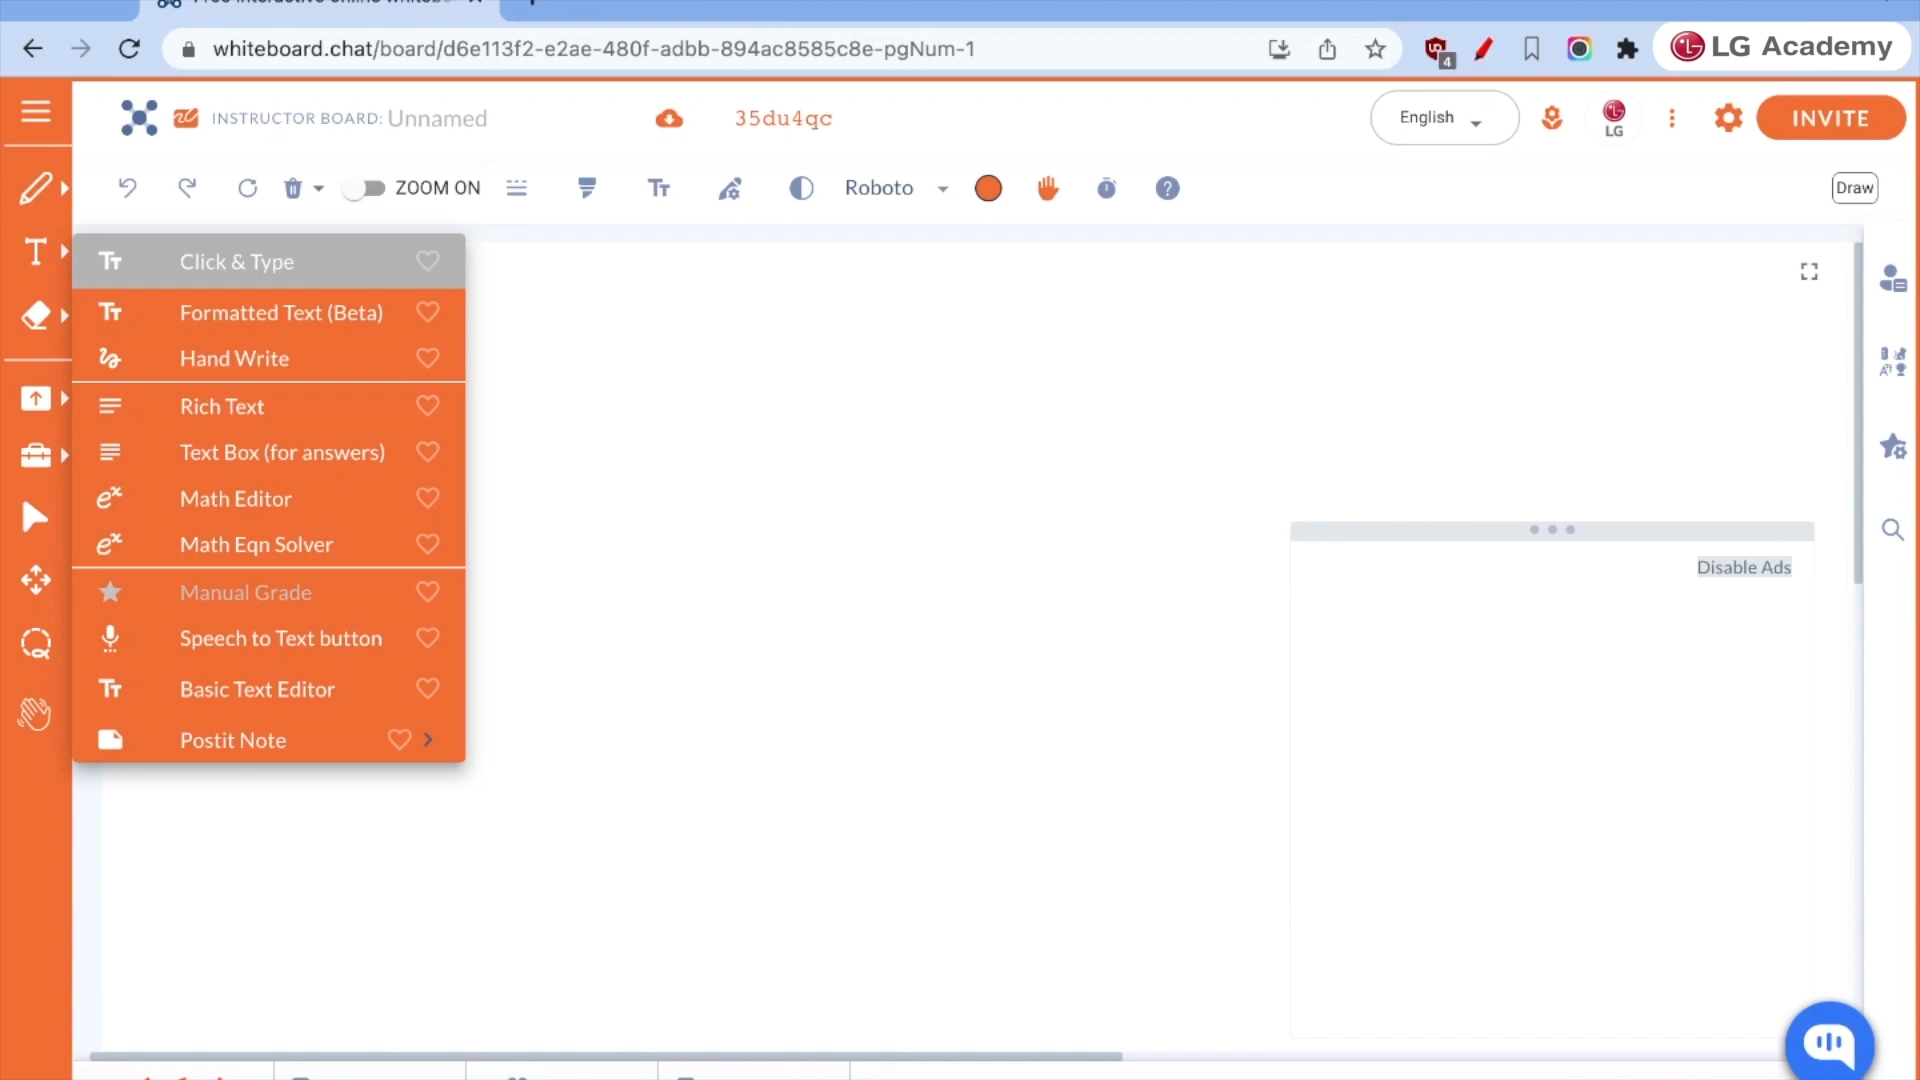 whiteboard.chat/board/d6e113f2-e2ae-480f-adbb-894ac8585c8e-pgNum-1
4
LG Academy
INSTRUCTOR BOARD: Unnamed
35du4qc
English
LG
INVITE
ZOOM ON
Roboto
Draw
Click & Type
Formatted Text (Beta)
Hand Write
Rich Text
Text Box (for answers)
Math Editor
Math Eqn Solver
Manual Grade
Speech to Text button
Basic Text Editor
Postit Note
Disable Ads